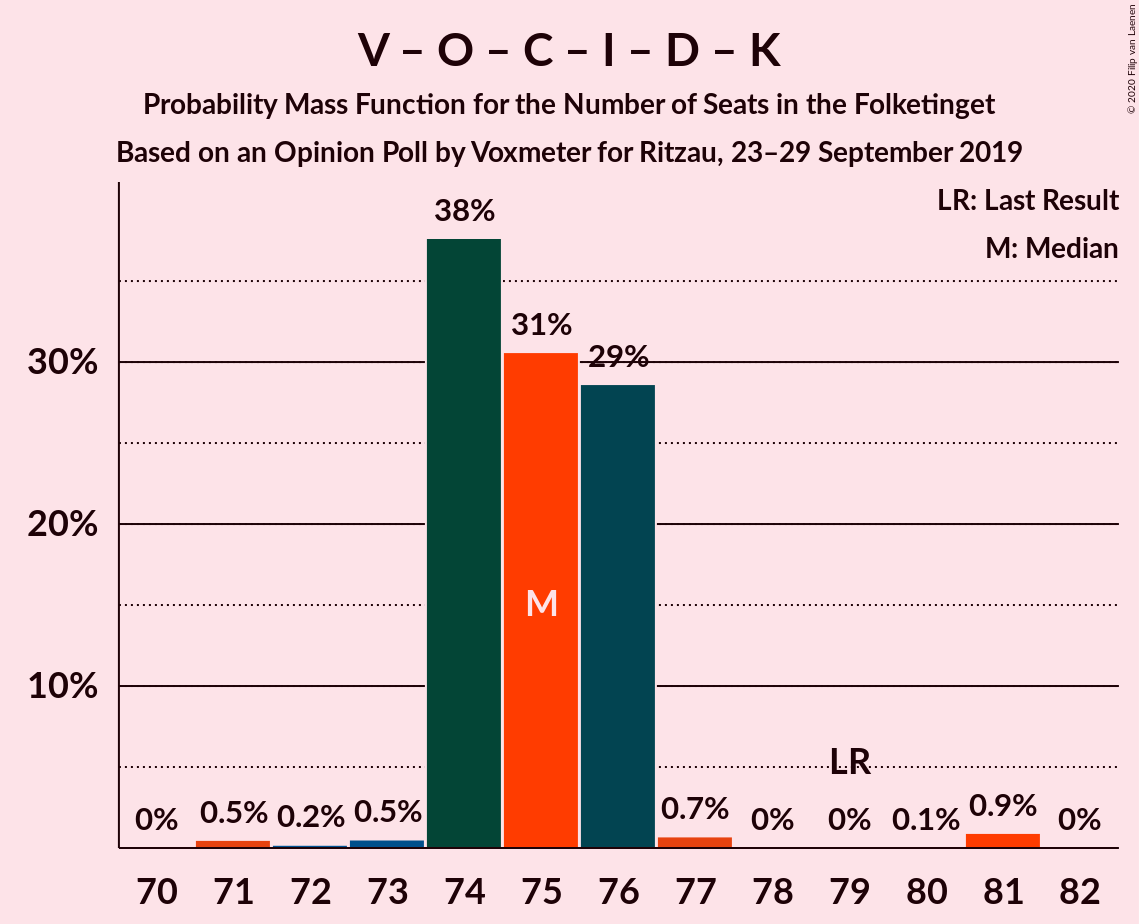 V – O – C – I – D – K
Probability Mass Function for the Number of Seats in the Folketinget
Based on an Opinion Poll by Voxmeter for Ritzau, 23–29 September 2019
© 2020 Filip van Laenen
LR: Last Result
M: Median
38%
31%
29%
30%
20%
10%
M
LR
0%
0.5%
0.2%
0.5%
0.7%
0%
0%
0.1%
0.9%
0%
70 71 72 73 74 75 76 77 78 79 80 81 82